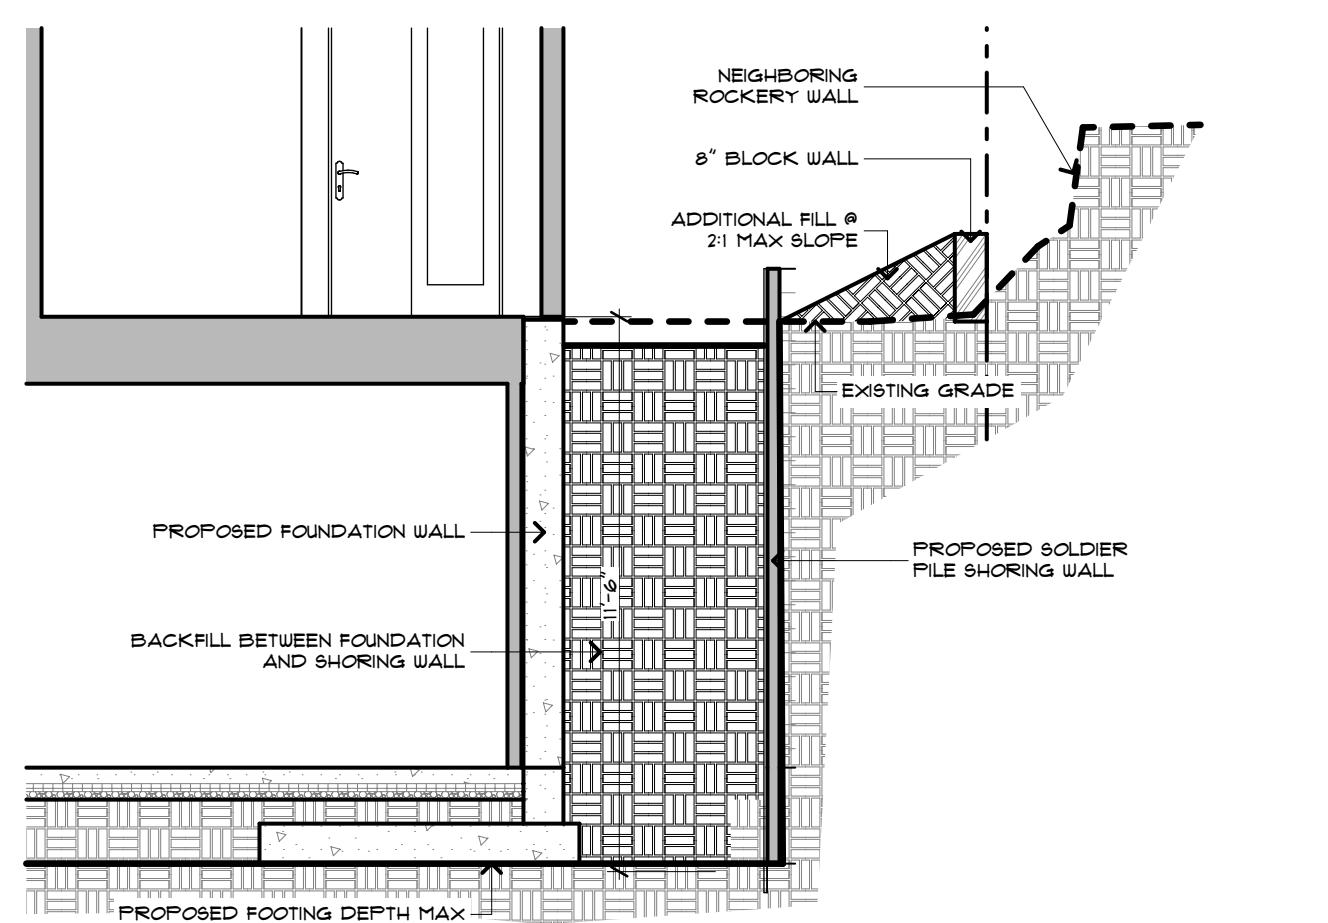 NEIGHBORING
ROCKERY WALL
8" BLOCK WALL
ADDITIONAL FILL @
2:1 MAX SLOPE
EXISTING GRADE
PROPOSED FOUNDATION WALL
PROPOSED SOLDIER
PILE SHORING WALL
11'-6"
BACKFILL BETWEEN FOUNDATION
AND SHORING WALL
PROPOSED FOOTING DEPTH MAX